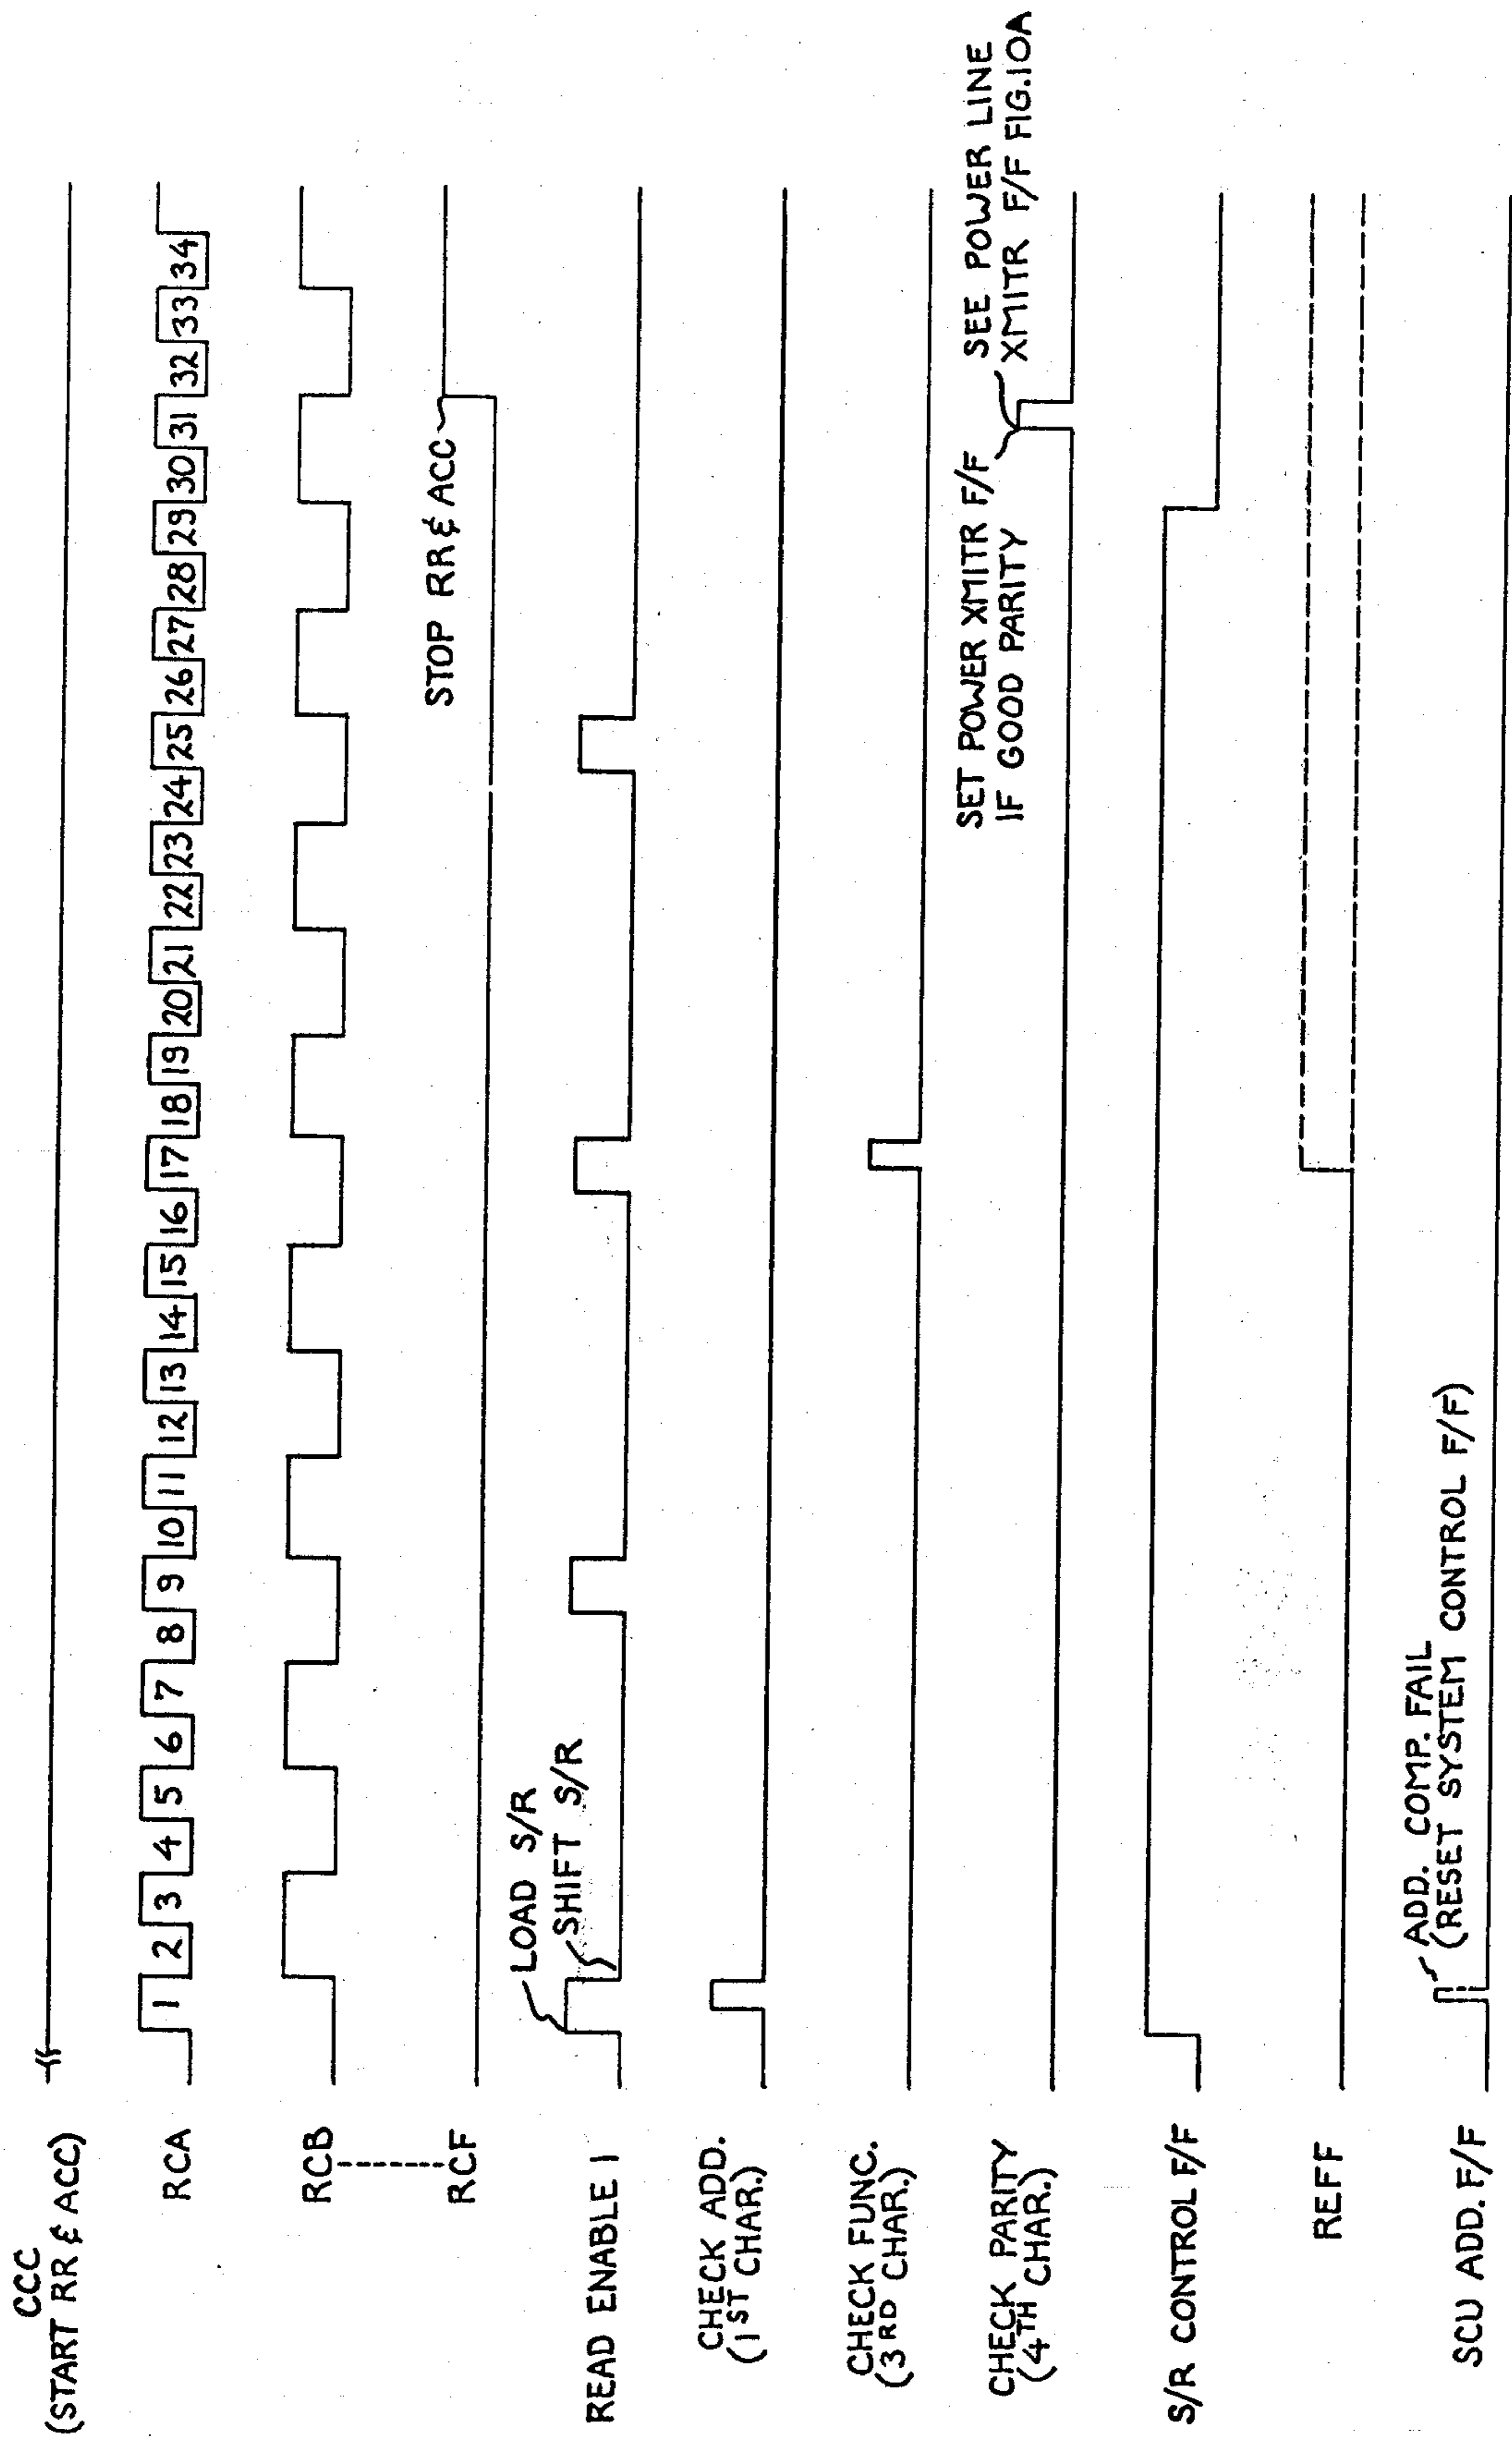 CCC
(START RR & ACC)
RCA
1 2 3 4 5 6 7 8 9 10 11 12 13 14 15 16 17 18 19 20 21 22 23 24 25 26 27 28 29 30 31 32 33 34
RCB
RCF
STOP RR & ACC
READ ENABLE 1
LOAD S/R
SHIFT S/R
CHECK ADD.
(1ST CHAR.)
CHECK FUNC.
(3RD CHAR.)
CHECK PARITY
(4TH CHAR.)
SET POWER XMITR F/F
IF GOOD PARITY
SEE POWER LINE
XMITR F/F FIG.10A
S/R CONTROL F/F
REFF
SCU ADD. F/F
ADD. COMP. FAIL
(RESET SYSTEM CONTROL F/F)